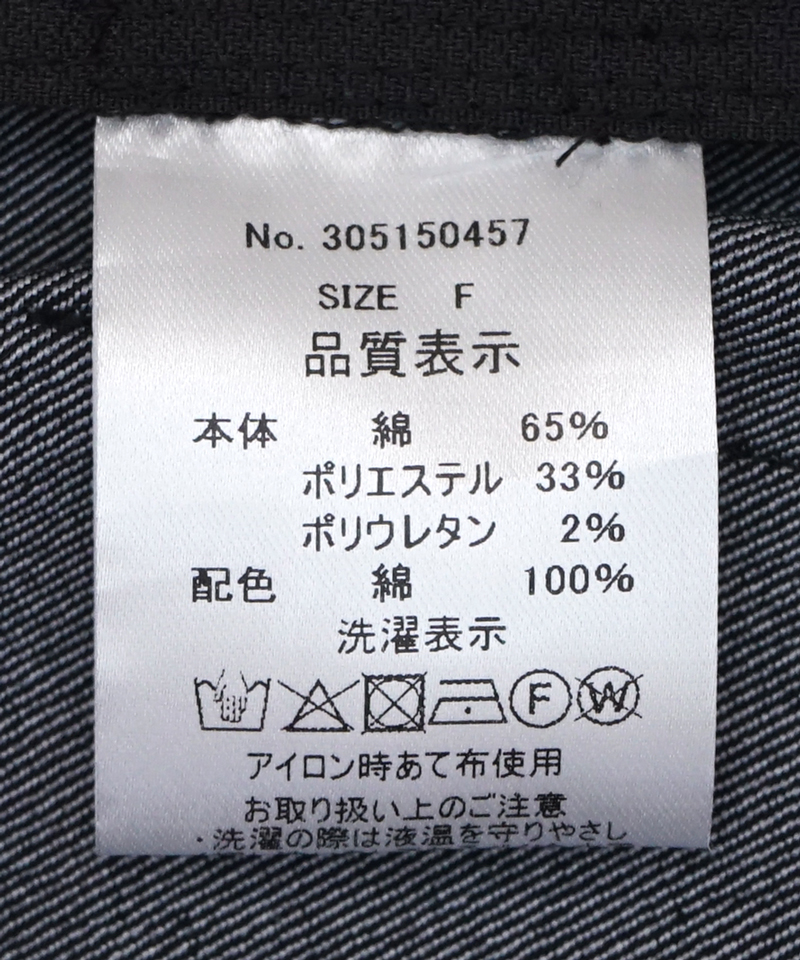 No. 305150457
SIZE F
品質表示
本体 綿 65%
ポリエステル 33%
ポリウレタン 2%
配色 綿 100%
洗濯表示
F W
アイロン時あて布使用
お取り扱い上のご注意
・洗濯の際は液温を守りやさし